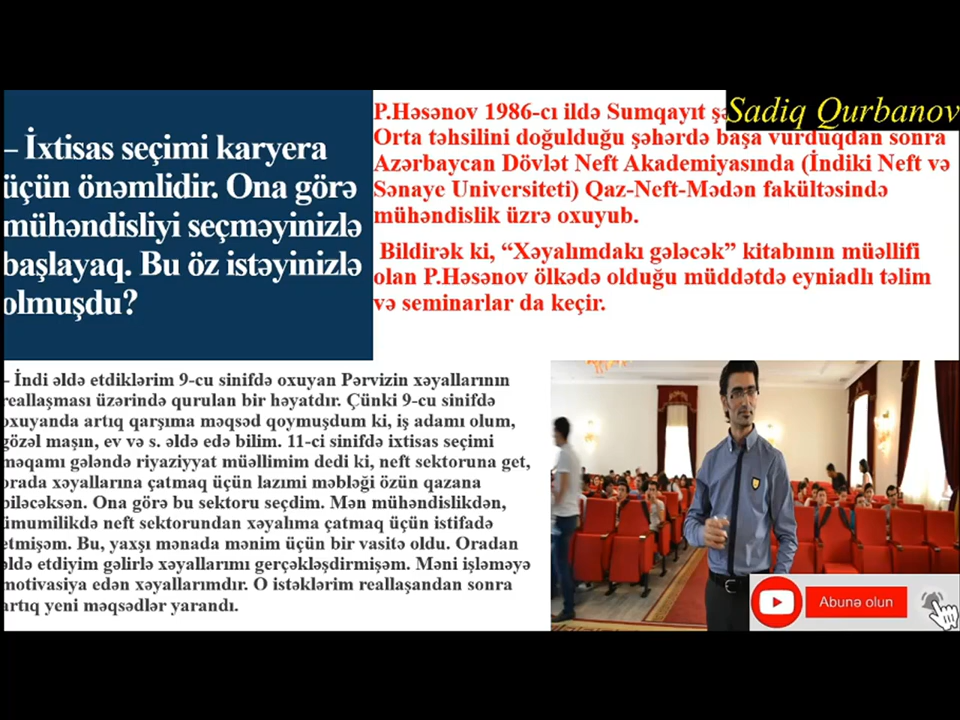 – İxtisas seçimi karyera
üçün önəmlidir. Ona görə
mühəndisliyi seçməyinizlə
başlayaq. Bu öz istəyinizlə
olmuşdu?
P.Həsənov 1986-cı ildə Sumqayıt
Sadiq Qurbanov
Orta təhsilini doğulduğu şəhərdə başa vurduqdan sonra
Azərbaycan Dövlət Neft Akademiyasında (İndiki Neft və
Sənaye Universiteti) Qaz-Neft-Mədən fakültəsində
mühəndislik üzrə oxuyub.
Bildirək ki, “Xəyalımdakı gələcək” kitabının müəllifi
olan P.Həsənov ölkədə olduğu müddətdə eyniadlı təlim
və seminarlar da keçir.
– İndi əldə etdiklərim 9-cu sinifdə oxuyan Pərvizin xəyallarının
reallaşması üzərində qurulan bir həyatdır. Çünki 9-cu sinifdə
oxuyanda artıq qarşıma məqsəd qoymuşdum ki, iş adamı olum,
gözəl maşın, ev və s. əldə edə bilim. 11-ci sinifdə ixtisas seçimi
məqamı gələndə riyaziyyat müəllimim dedi ki, neft sektoruna get,
orada xəyallarına çatmaq üçün lazımi məbləği özün qazana
biləcəksən. Ona görə bu sektoru seçdim. Mən mühəndislikdən,
ümumilikdə neft sektorundan xəyalıma çatmaq üçün istifadə
etmişəm. Bu, yaxşı mənada mənim üçün bir vasitə oldu. Oradan
əldə etdiyim gəlirlə xəyallarımı gerçəkləşdirmişəm. Məni işləməyə
motivasiya edən xəyallarımdır. O istəklərim reallaşandan sonra
artıq yeni məqsədlər yarandı.
Abunə olun